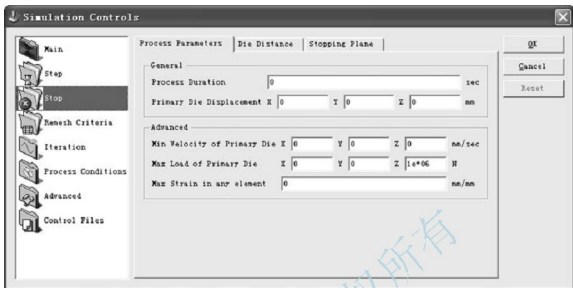 Simulation Controls
Main
Step
Stop
Remesh Criteria
Iteration
Process Conditions
Advanced
Control Files
Process Parameters Die Distance Stopping Plane
General
Process Duration 0 sec
Primary Die Displacement X 0 Y 0 Z 0 mm
Advanced
Min Velocity of Primary Die X 0 Y 0 Z 0 mm/sec
Max Load of Primary Die X 0 Y 0 Z 1e+06 N
Max Strain in any element 0 mm/mm
OK
Cancel
Reset
权所有